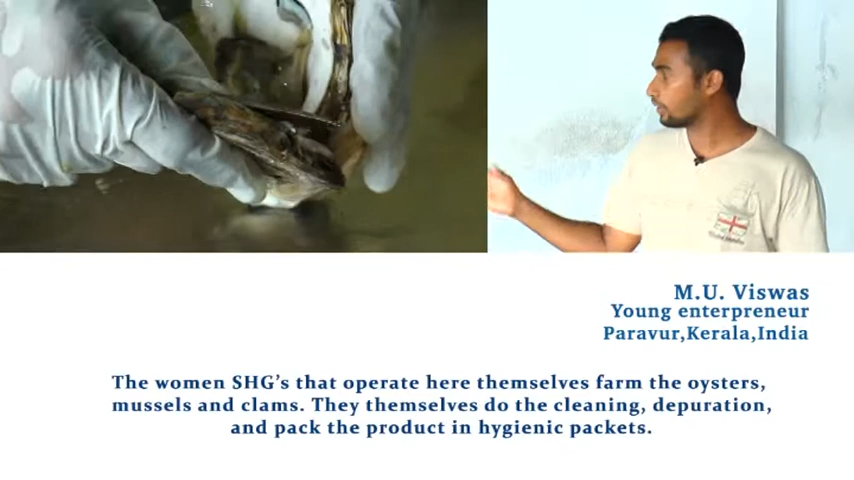 M.U. Viswas
Young enterpreneur
Paravur,Kerala,India
The women SHG's that operate here themselves farm the oysters,
mussels and clams. They themselves do the cleaning, depuration,
and pack the product in hygienic packets.